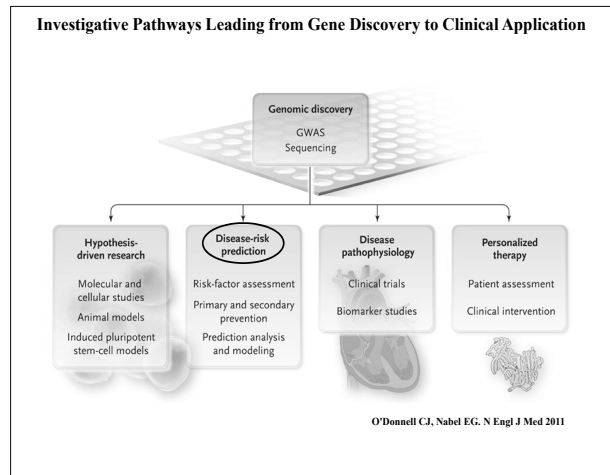 Investigative Pathways Leading from Gene Discovery to Clinical Application
Genomic discovery
GWAS
Sequencing
Hypothesis-
driven research
Molecular and
cellular studies
Animal models
Induced pluripotent
stem-cell models
Disease-risk
prediction
Risk-factor assessment
Primary and secondary
prevention
Prediction analysis
and modeling
Disease
pathophysiology
Clinical trials
Biomarker studies
Personalized
therapy
Patient assessment
Clinical intervention
O'Donnell CJ, Nabel EG. N Engl J Med 2011